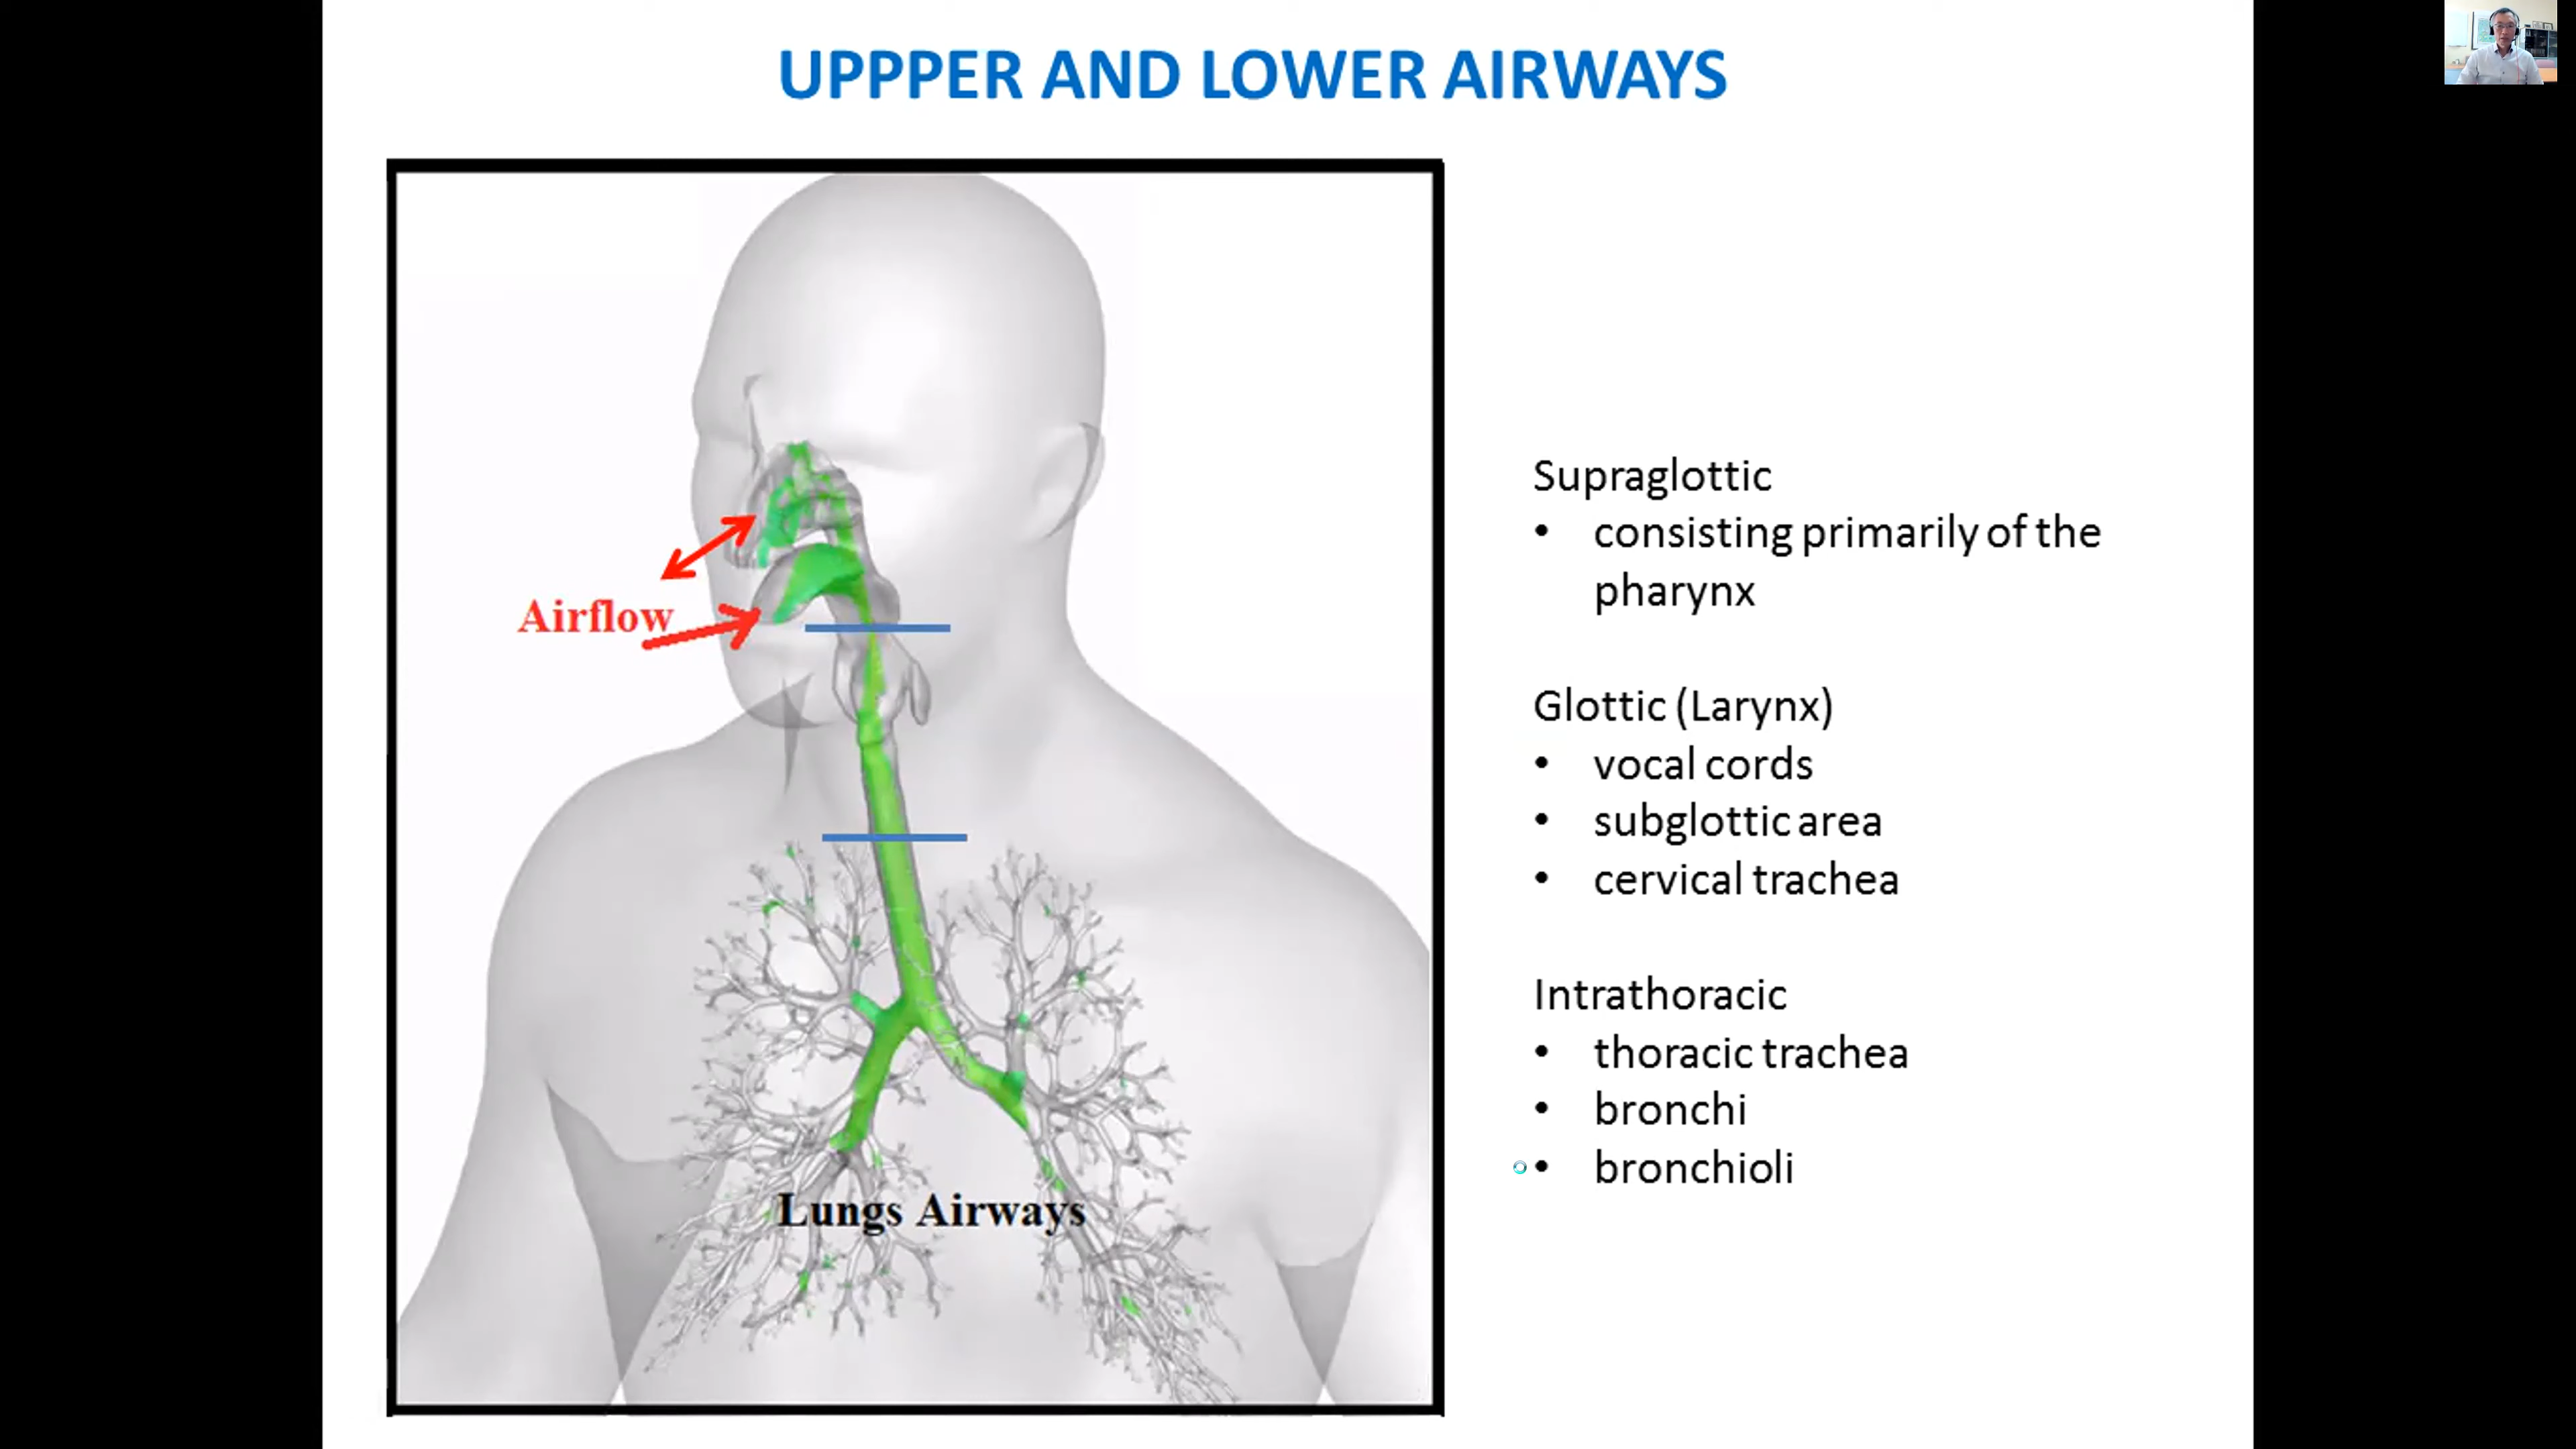 UPPPER AND LOWER AIRWAYS
Airflow
Lungs Airways
Supraglottic
• consisting primarily of the
pharynx
Glottic (Larynx)
• vocal cords
• subglottic area
• cervical trachea
Intrathoracic
• thoracic trachea
• bronchi
• bronchioli